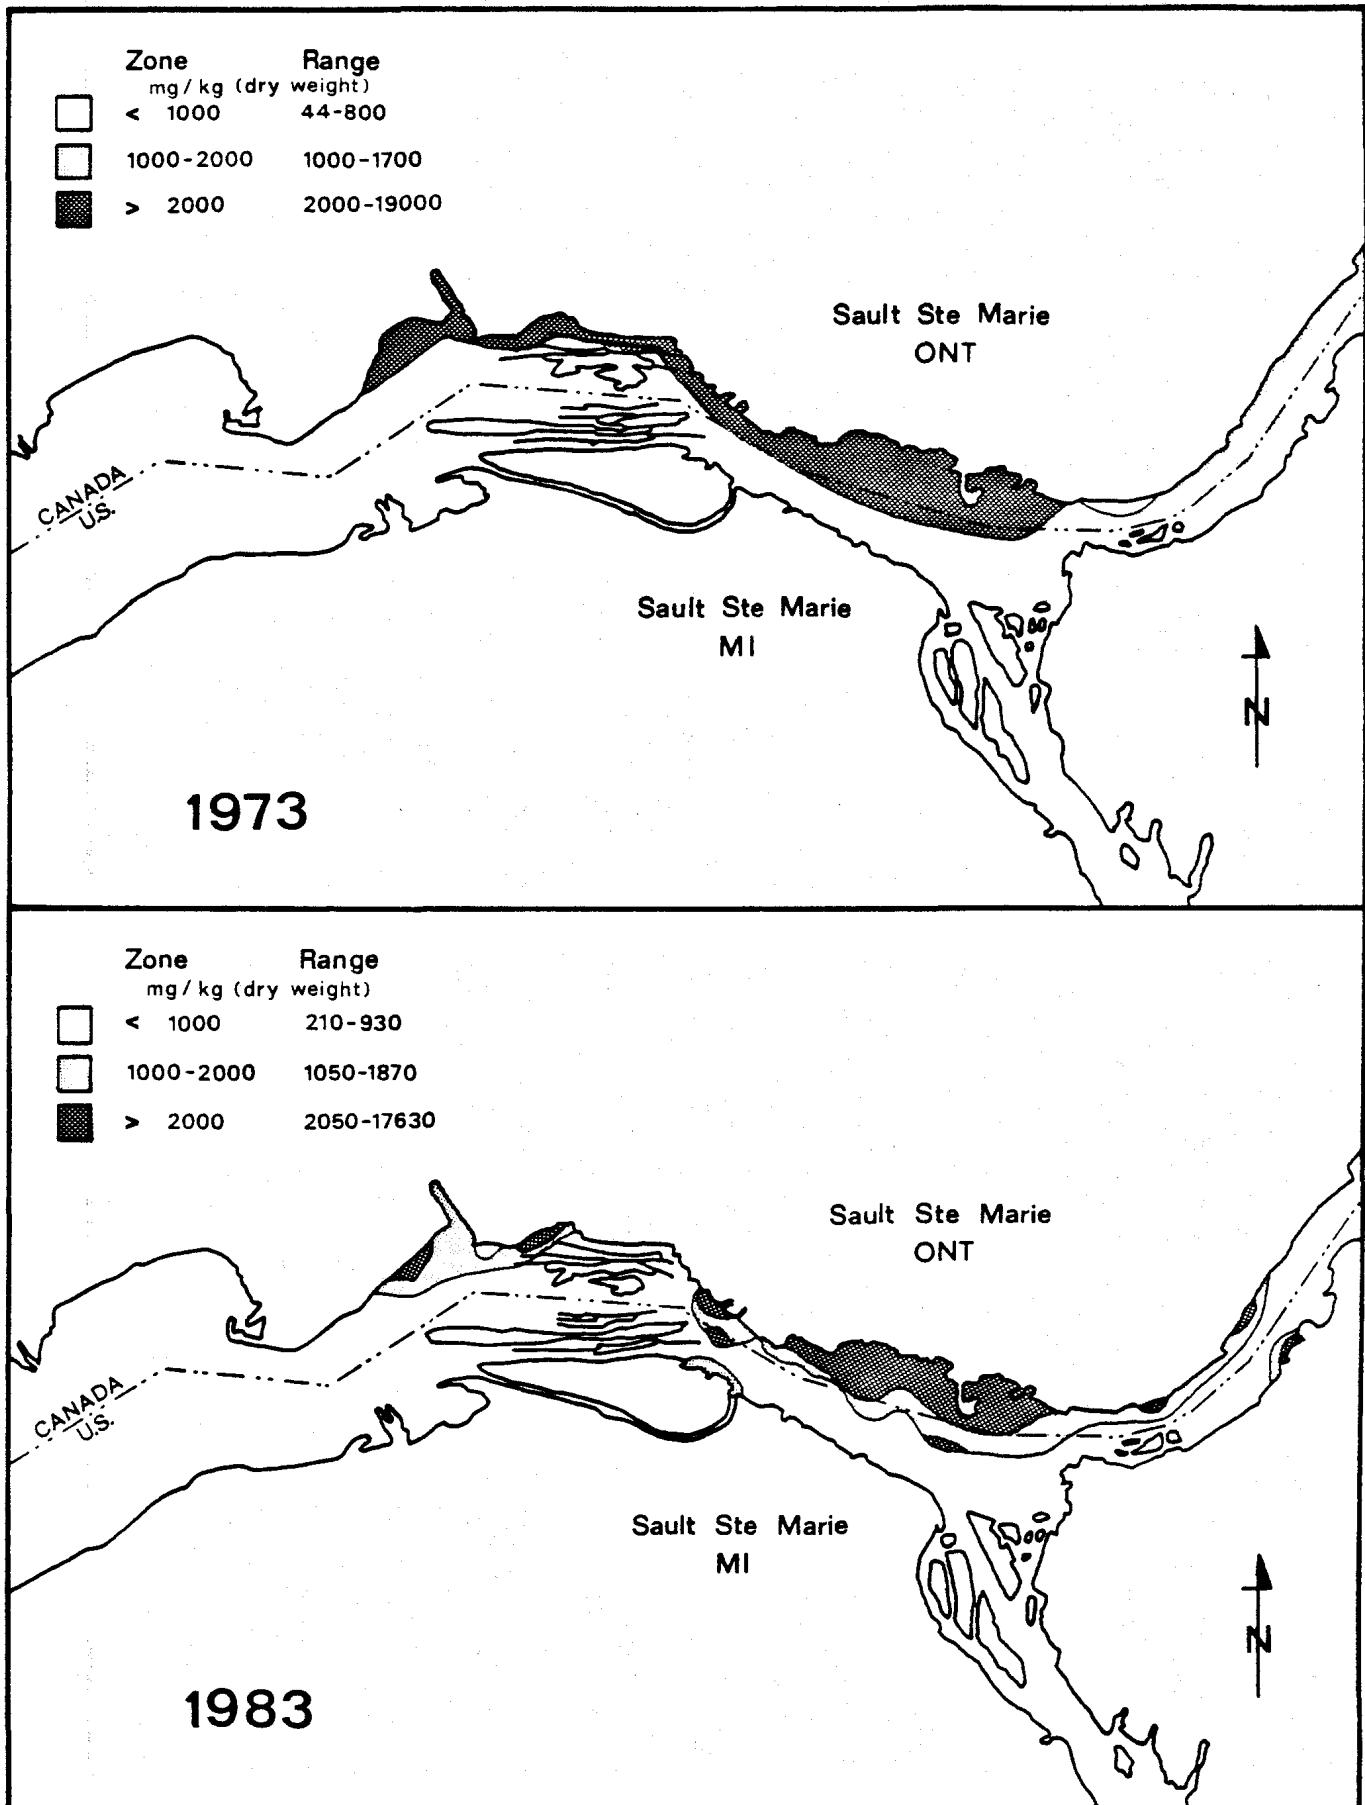 Zone Range
mg/kg (dry weight)
< 1000 44-800
1000-2000 1000-1700
> 2000 2000-19000
Sault Ste Marie
ONT
CANADA
U.S.
Sault Ste Marie
MI
N
1973
Zone Range
mg/kg (dry weight)
< 1000 210-930
1000-2000 1050-1870
> 2000 2050-17630
Sault Ste Marie
ONT
CANADA
U.S.
Sault Ste Marie
MI
N
1983